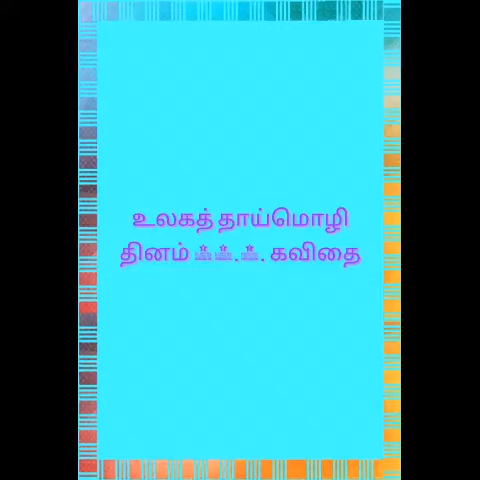 உலகத் தாய்மொழி
தினம் . . கவிதை